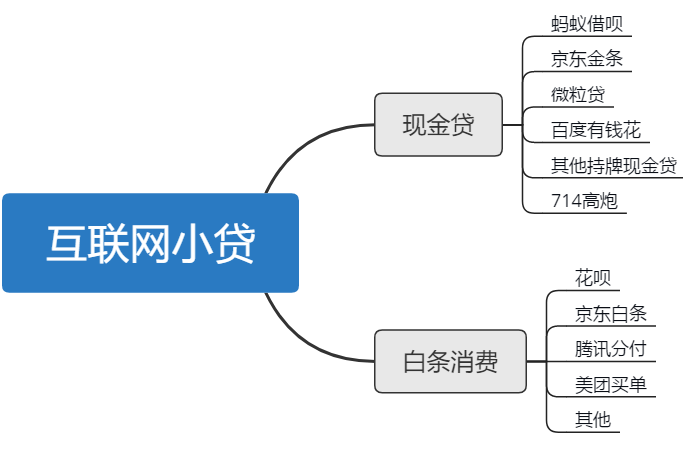 互联网小贷
现金贷
蚂蚁借呗
京东金条
微粒贷
百度有钱花
其他持牌现金贷
714高炮
白条消费
花呗
京东白条
腾讯分付
美团买单
其他